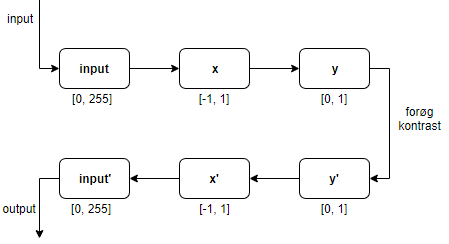 input
input
x
y
[0, 255]
[-1, 1]
[0, 1]
forøg
kontrast
input'
x'
y'
output
[0, 255]
[-1, 1]
[0, 1]